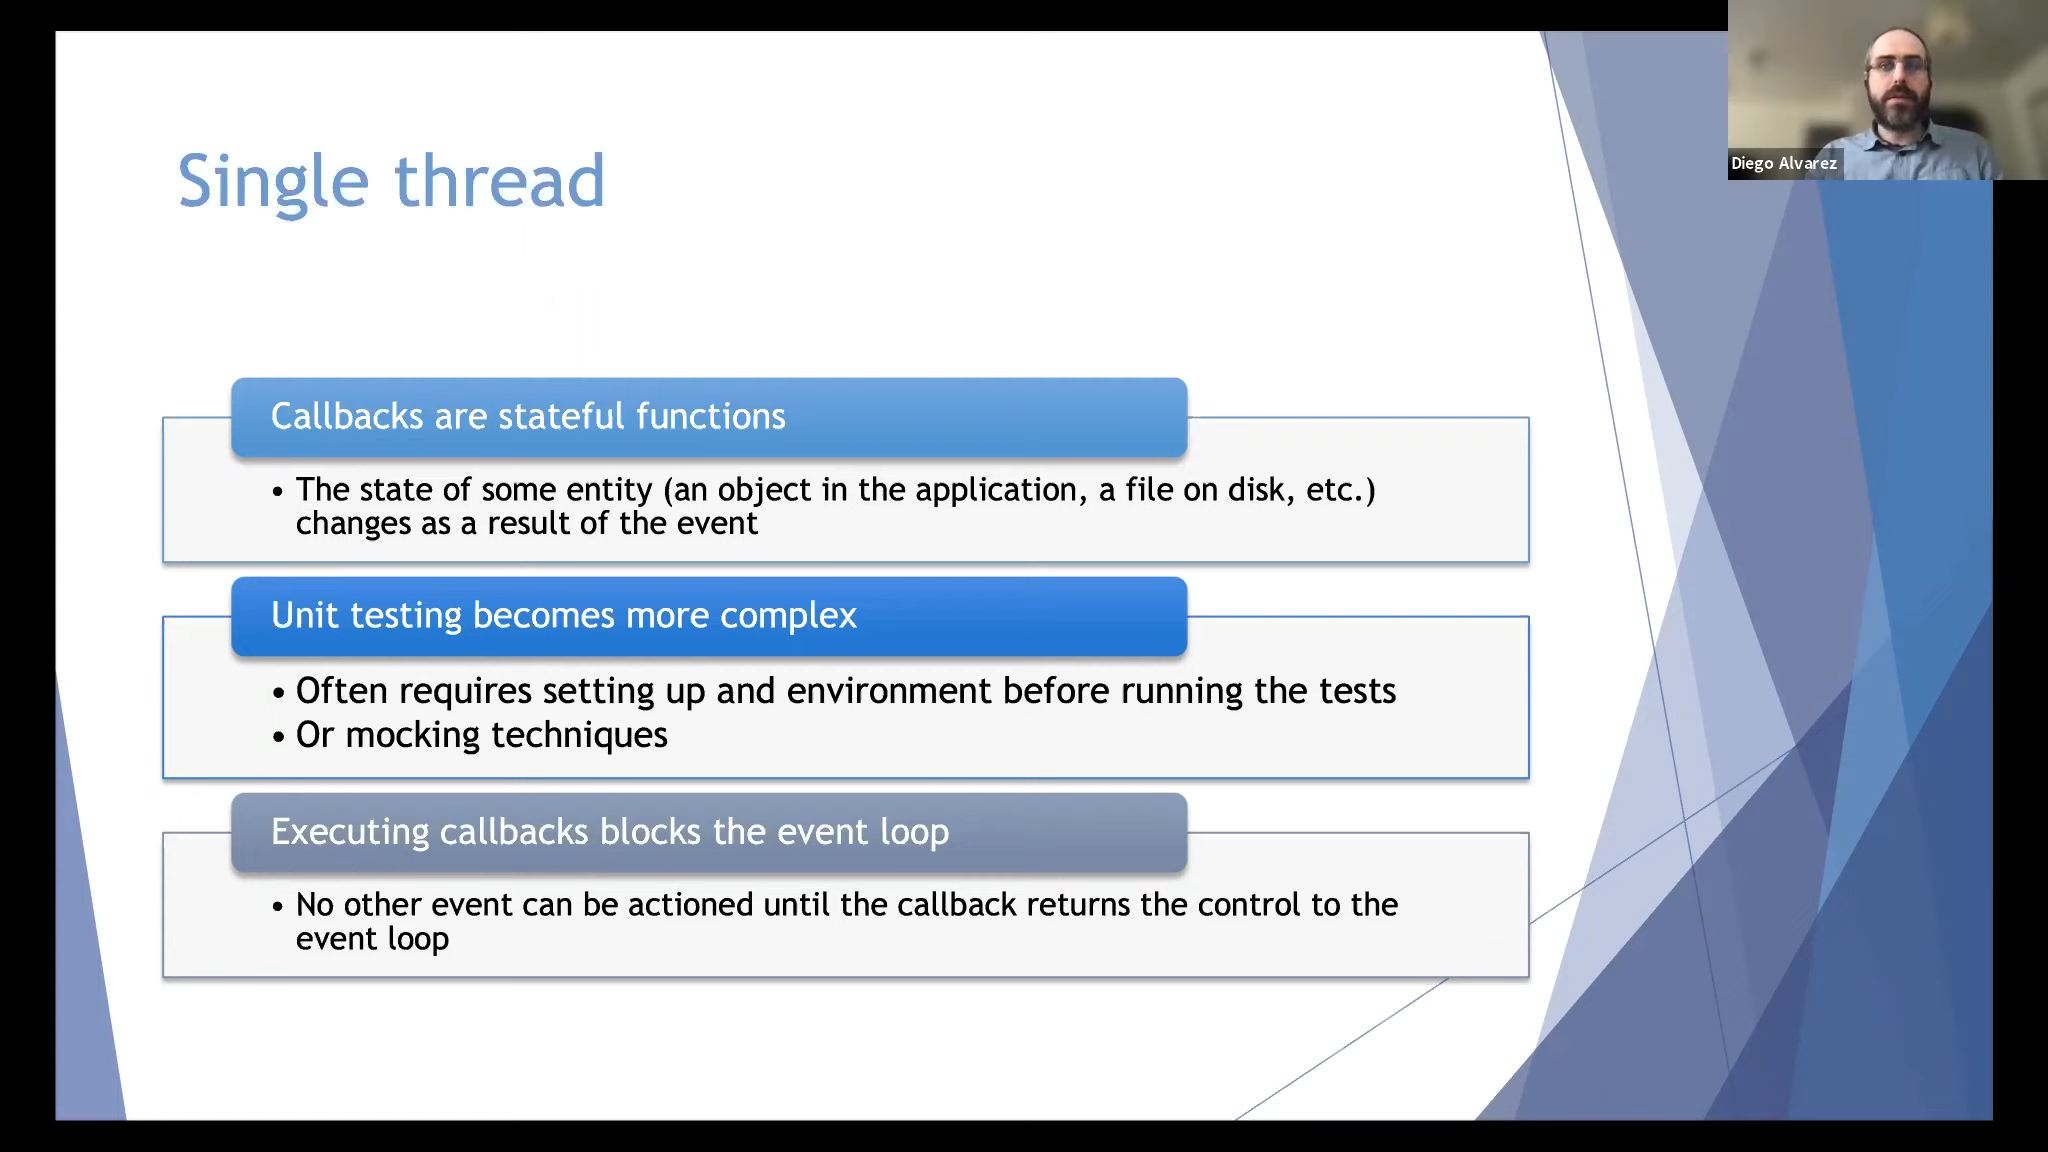 Diego Alvarez
Single thread
Callbacks are stateful functions
• The state of some entity (an object in the application, a file on disk, etc.)
changes as a result of the event
Unit testing becomes more complex
• Often requires setting up and environment before running the tests
• Or mocking techniques
Executing callbacks blocks the event loop
• No other event can be actioned until the callback returns the control to the
event loop